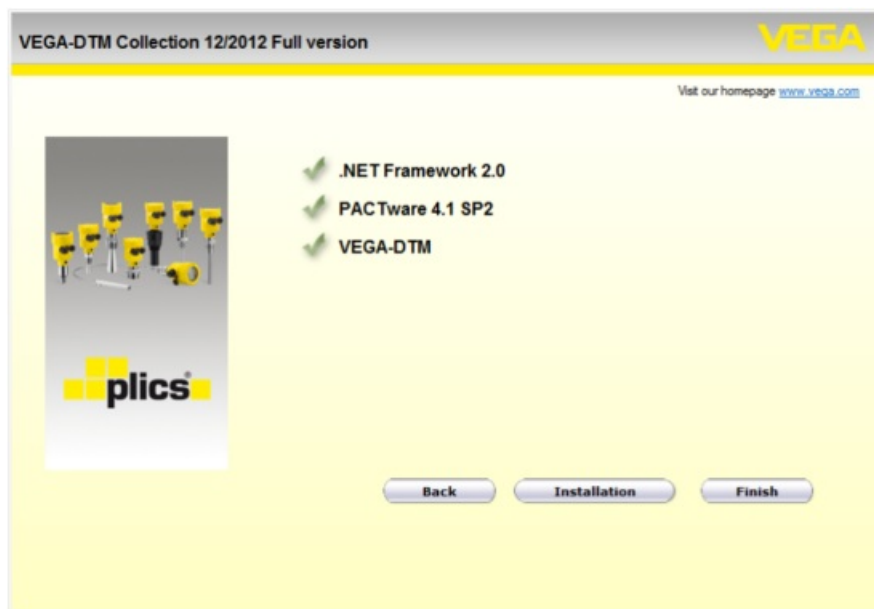 VEGA-DTM Collection 12/2012 Full version
VEGA
Visit our homepage www.vega.com
.NET Framework 2.0
PACTware 4.1 SP2
VEGA-DTM
plics®
Back
Installation
Finish